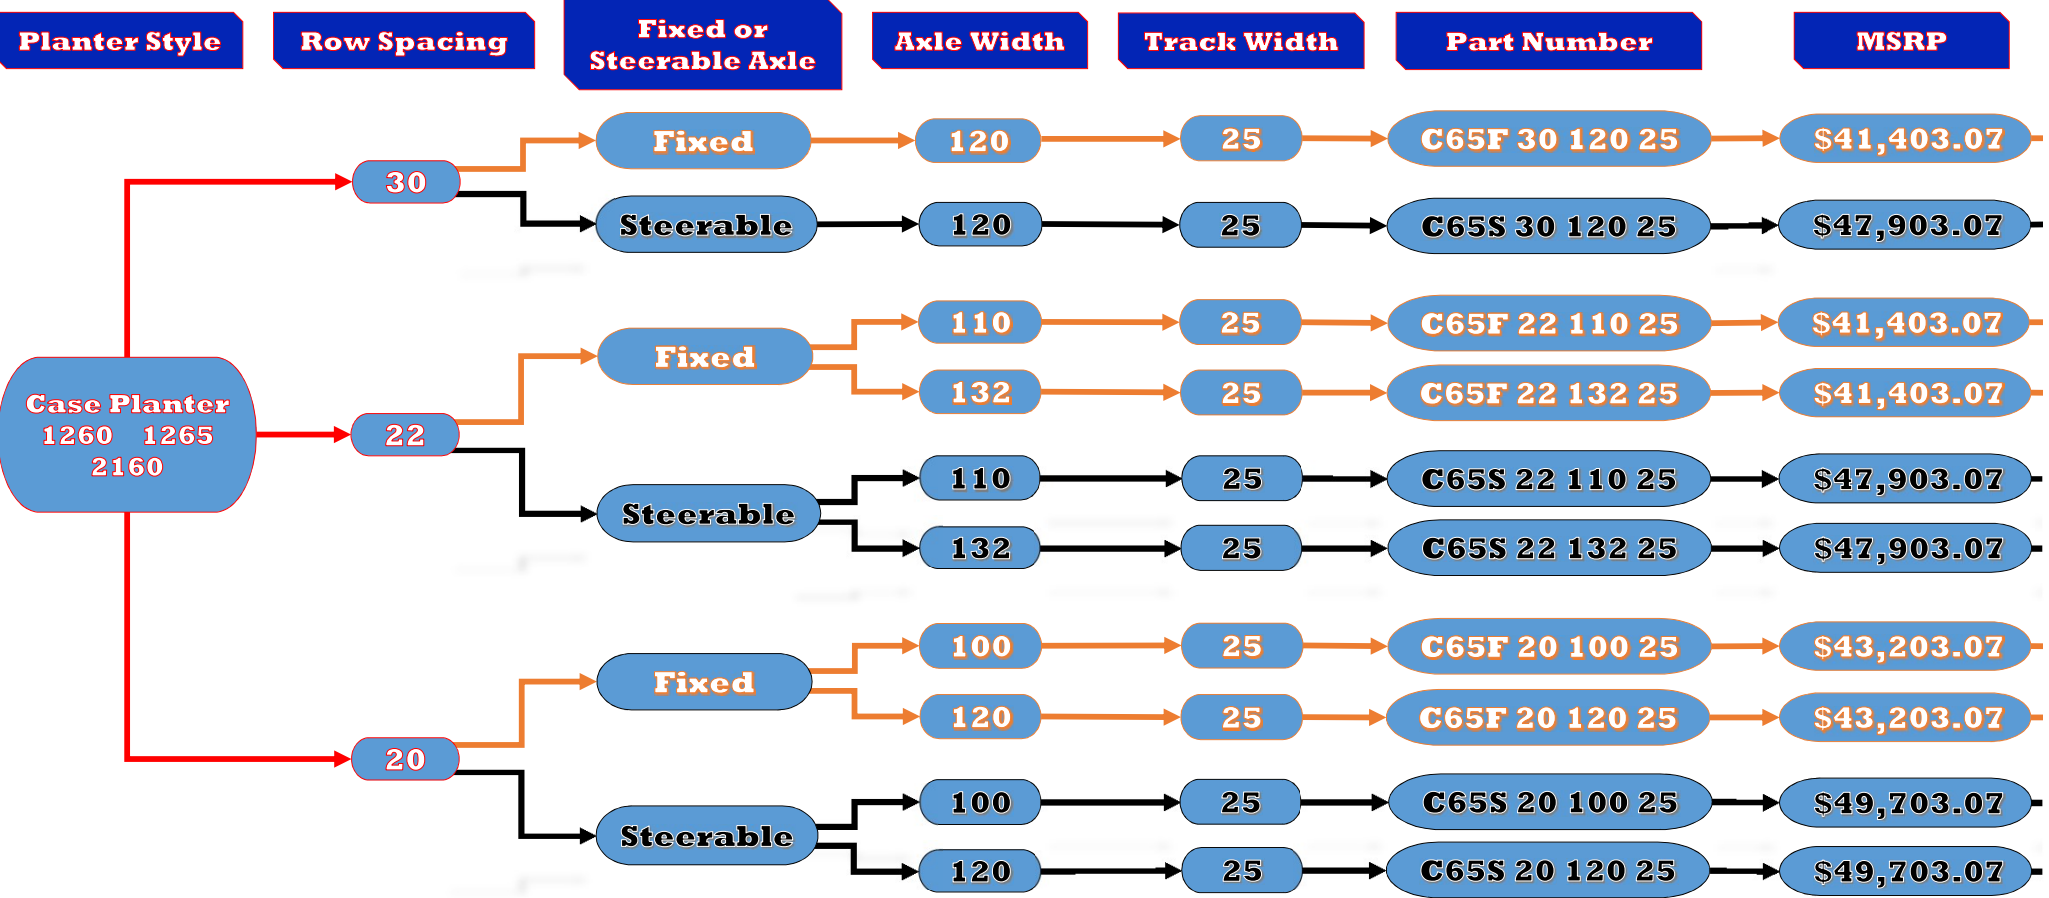 Planter Style
Row Spacing
Fixed or
Steerable Axle
Axle Width
Track Width
Part Number
MSRP
Fixed
120
25
C65F 30 120 25
$41,403.07
30
Steerable
120
25
C65S 30 120 25
$47,903.07
110
25
C65F 22 110 25
$41,403.07
Fixed
132
25
C65F 22 132 25
$41,403.07
Case Planter
1260 1265
2160
22
110
25
C65S 22 110 25
$47,903.07
Steerable
132
25
C65S 22 132 25
$47,903.07
100
25
C65F 20 100 25
$43,203.07
Fixed
120
25
C65F 20 120 25
$43,203.07
20
100
25
C65S 20 100 25
$49,703.07
Steerable
120
25
C65S 20 120 25
$49,703.07